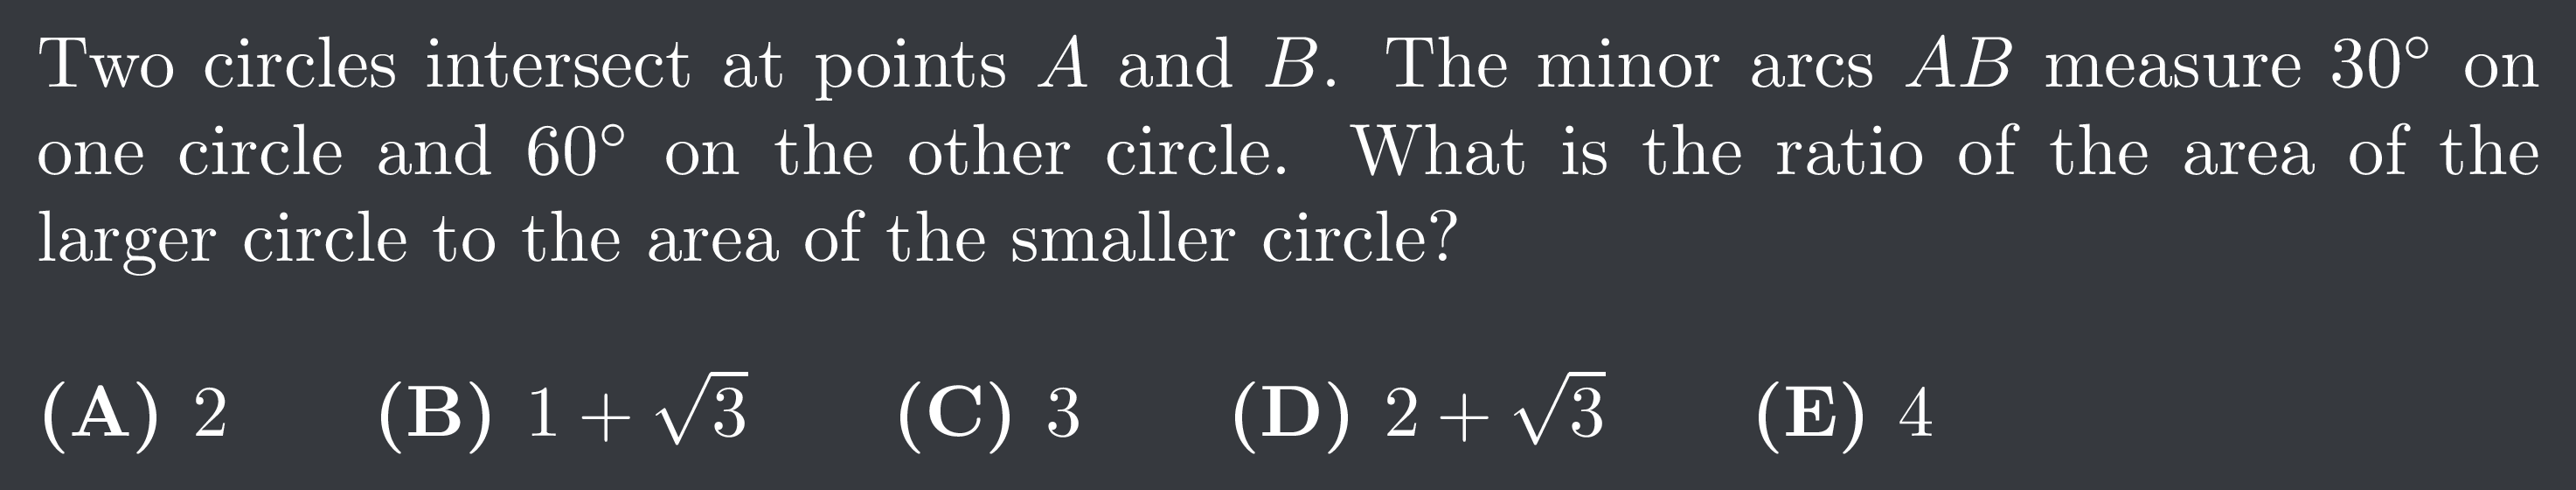 Two circles intersect at points A and B. The minor arcs AB measure 30° on
one circle and 60° on the other circle. What is the ratio of the area of the
larger circle to the area of the smaller circle?
(A) 2 (B) 1 + √3 (C) 3 (D) 2 + √3 (E) 4